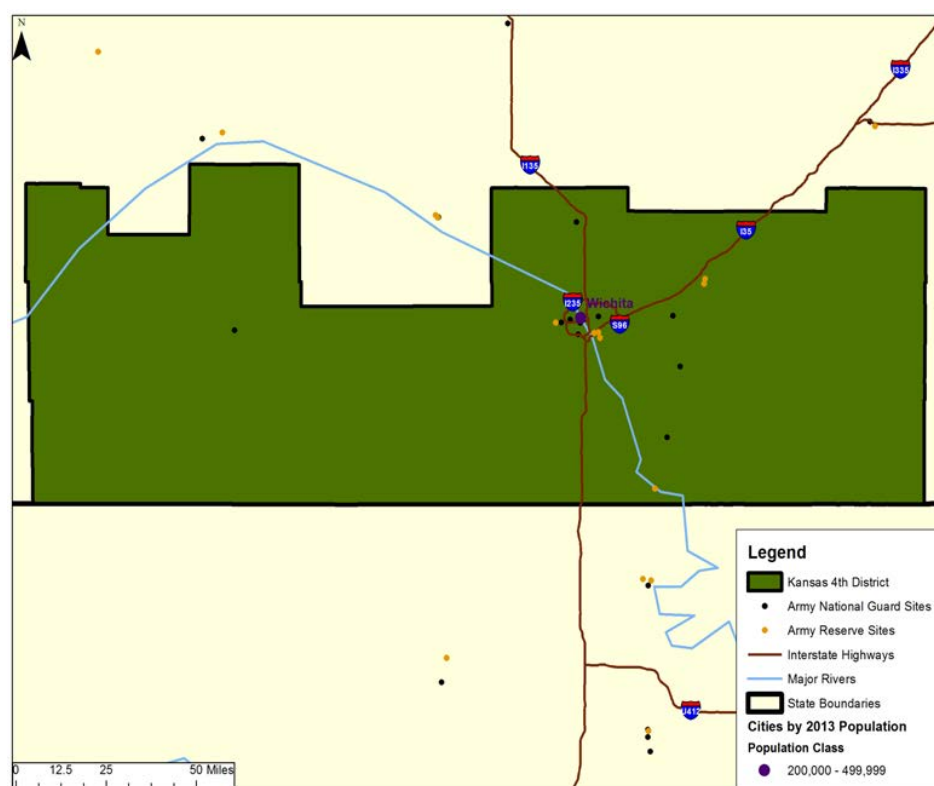 N
I335
I135
I35
I235
Wichita
S96
Legend
Kansas 4th District
Army National Guard Sites
Army Reserve Sites
Interstate Highways
Major Rivers
State Boundaries
Cities by 2013 Population
Population Class
200,000 - 499,999
U412
0 12.5 25 50 Miles